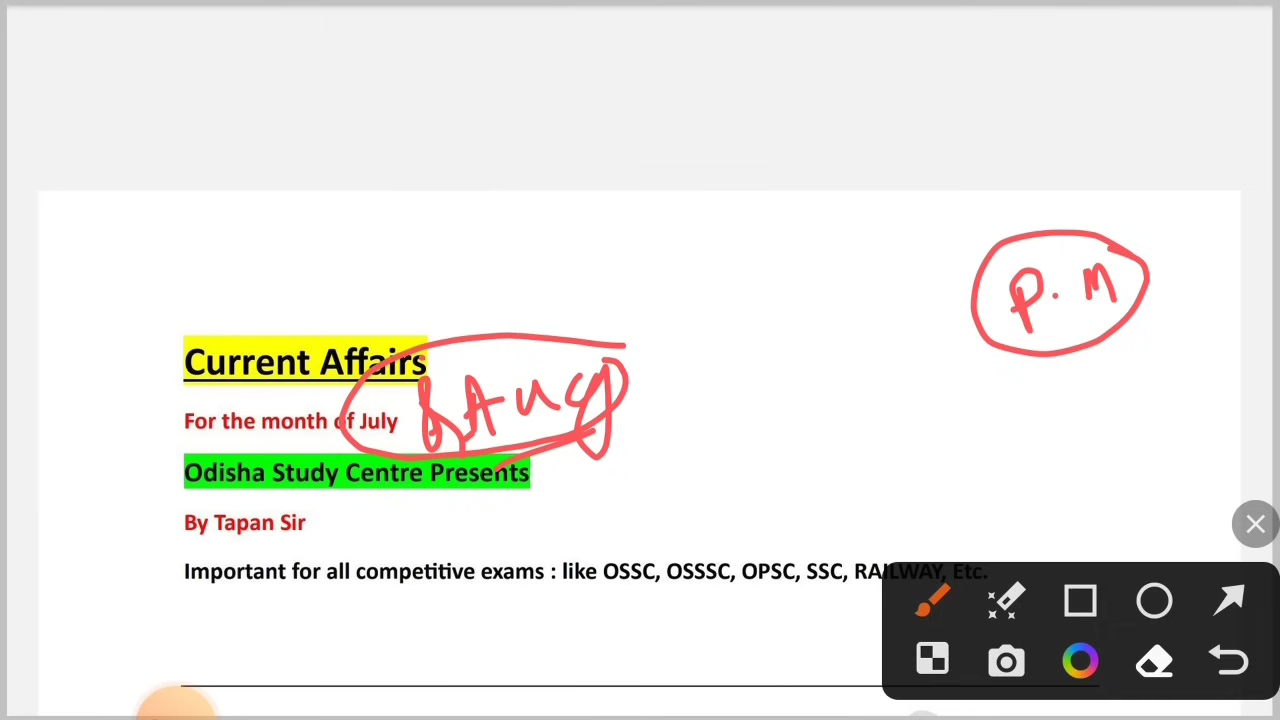 P.M
Current Affairs
For the month of July
& Aug
Odisha Study Centre Presents
By Tapan Sir
Important for all competitive exams : like OSSC, OSSSC, OPSC, SSC, RAILWAY, Etc.